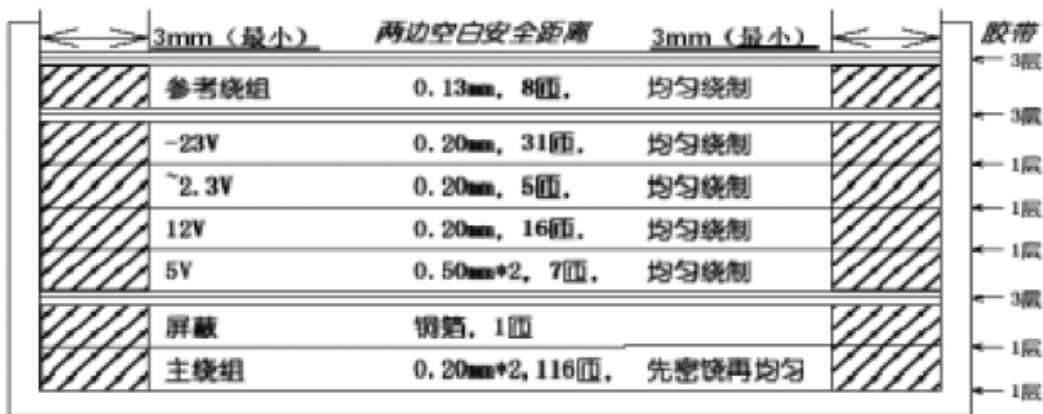 3mm（最小） 两边空白安全距离 3mm（最小） 胶带
3层
参考绕组 0.13mm, 8匝, 均匀绕制
3层
-23V 0.20mm, 31匝, 均匀绕制
1层
~2.3V 0.20mm, 5匝, 均匀绕制
1层
12V 0.20mm, 16匝, 均匀绕制
1层
5V 0.50mm*2, 7匝, 均匀绕制
3层
屏蔽 铜箔, 1匝
1层
主绕组 0.20mm*2, 116匝, 先密饶再均匀
1层